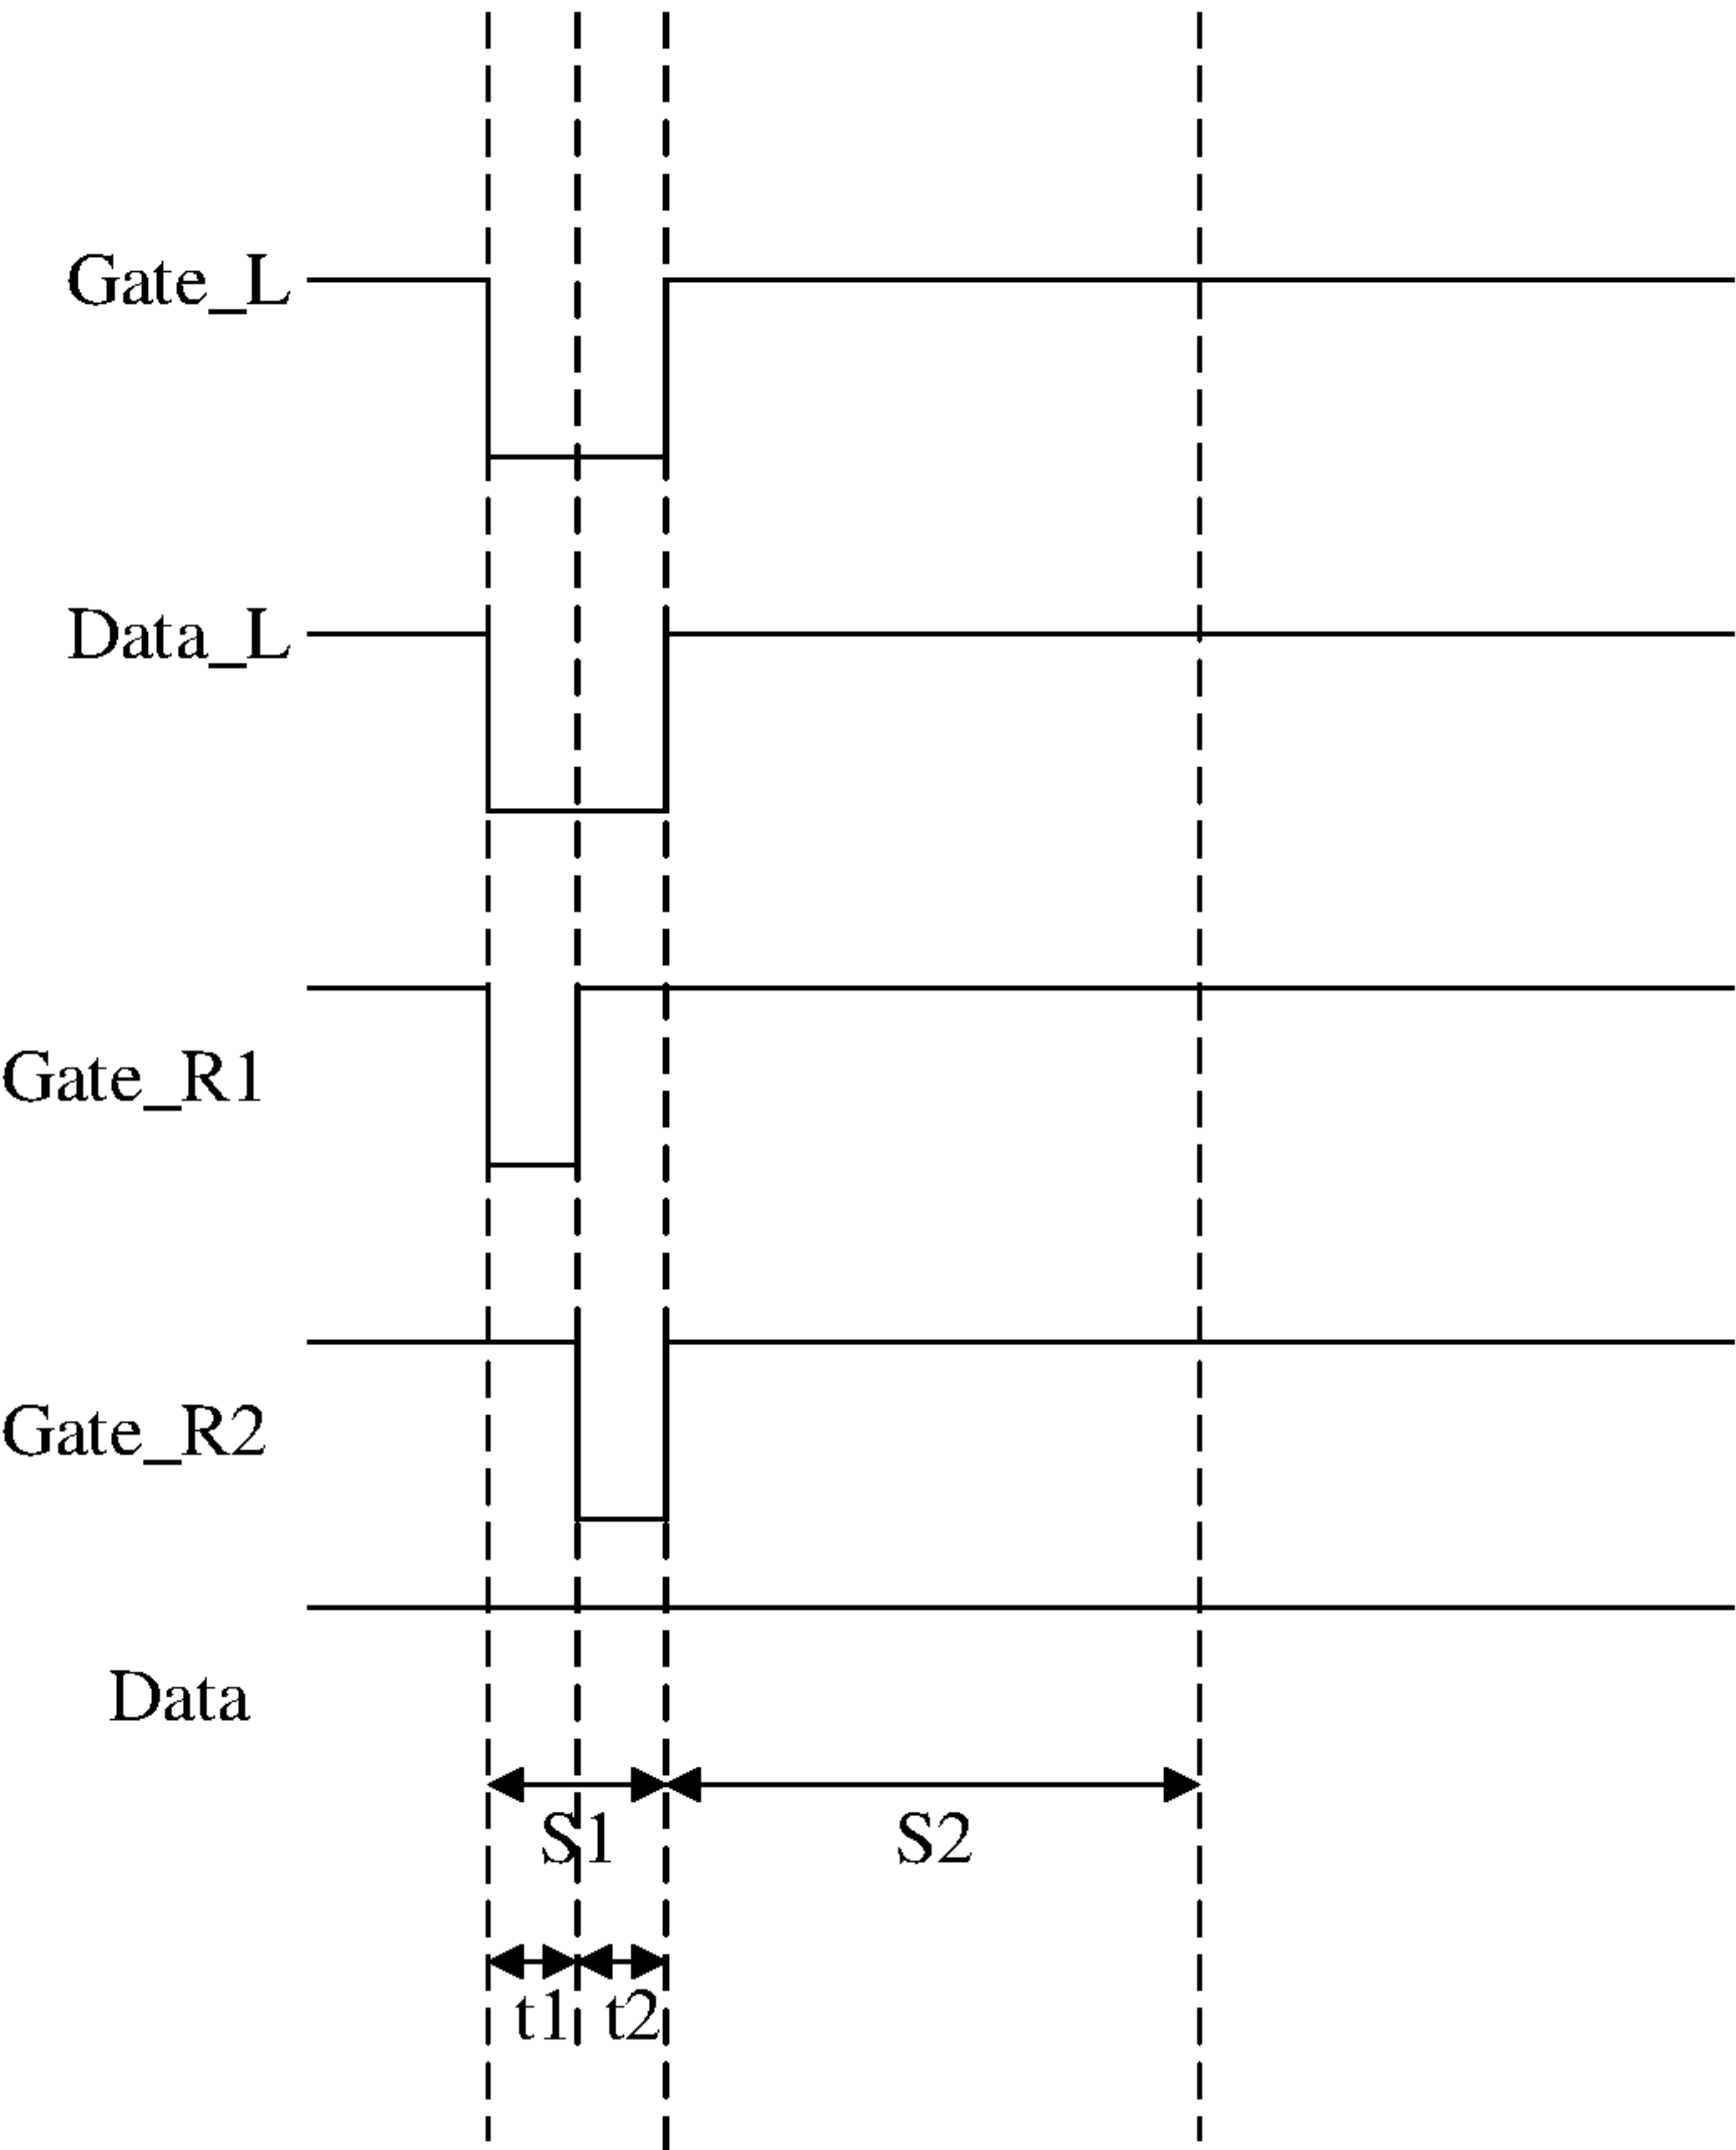 Gate_L
Data_L
Gate_R1
Gate_R2
Data
S1 S2
t1 t2